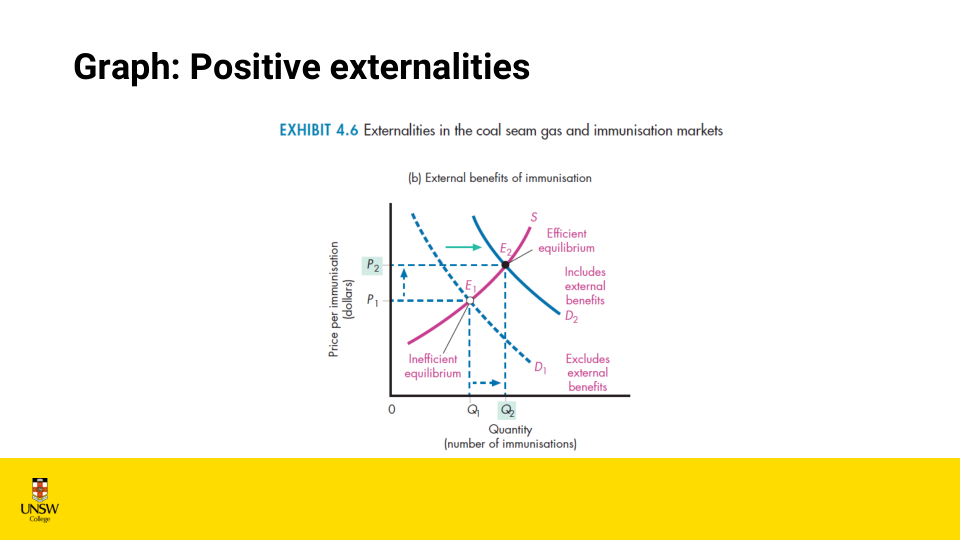 Graph: Positive externalities
EXHIBIT 4.6 Externalities in the coal seam gas and immunisation markets
(b) External benefits of immunisation
Price per immunisation
(dollars)
P2
P1
S
Efficient
equilibrium
E2
E1
Includes
external
benefits
D2
Inefficient
equilibrium
D1
Excludes
external
benefits
0
Q1
Q2
Quantity
(number of immunisations)
UNSW
College